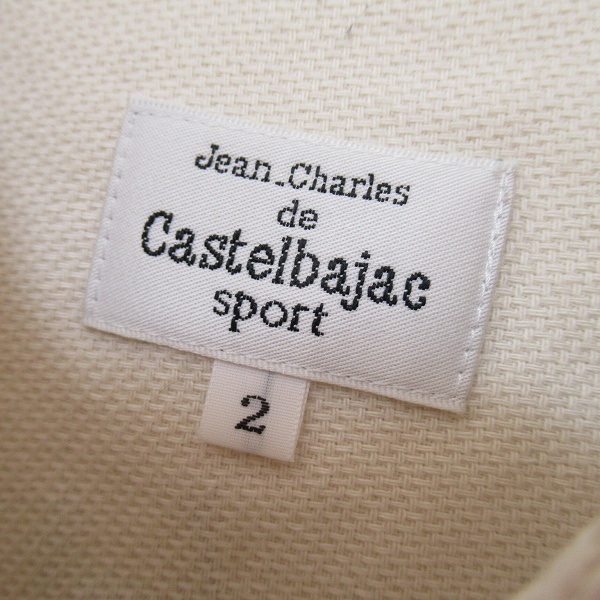 Jean-Charles
de
Castelbajac
sport
2